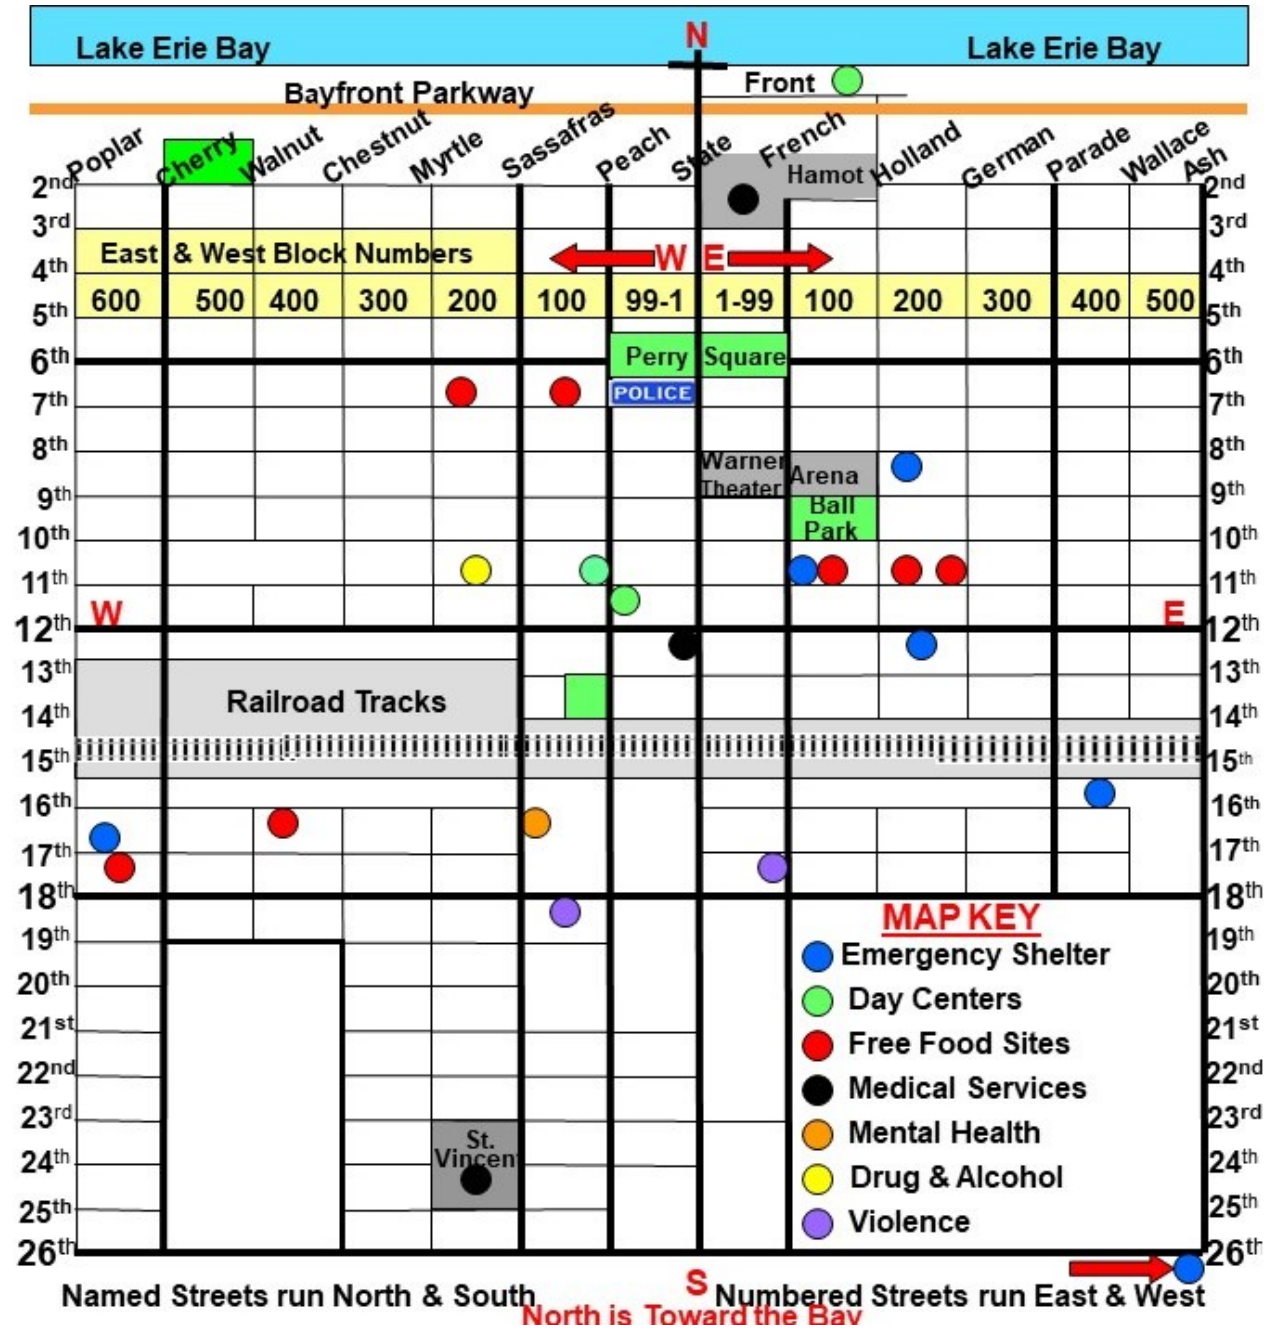 N
Lake Erie Bay
Lake Erie Bay
Front
Bayfront Parkway
Poplar
Cherry
Walnut
Chestnut
Myrtle
Sassafras
Peach
State
French
Holland
German
Parade
Wallace
Ash
Hamot
2nd
2nd
3rd
3rd
East & West Block Numbers
W E
4th
4th
600 500 400 300 200 100 99-1 1-99 100 200 300 400 500
5th
5th
6th
Perry Square
6th
POLICE
7th
7th
8th
8th
Warner
Theater
Arena
9th
9th
Ball
Park
10th
10th
11th
11th
W
E
12th
12th
13th
13th
Railroad Tracks
14th
14th
15th
15th
16th
16th
17th
17th
18th
18th
MAP KEY
19th
19th
Emergency Shelter
20th
20th
Day Centers
21st
21st
Free Food Sites
22nd
22nd
Medical Services
23rd
23rd
Mental Health
St.
Vincent
24th
24th
Drug & Alcohol
25th
25th
Violence
26th
26th
Named Streets run North & South
S
Numbered Streets run East & West
North is Toward the Bay